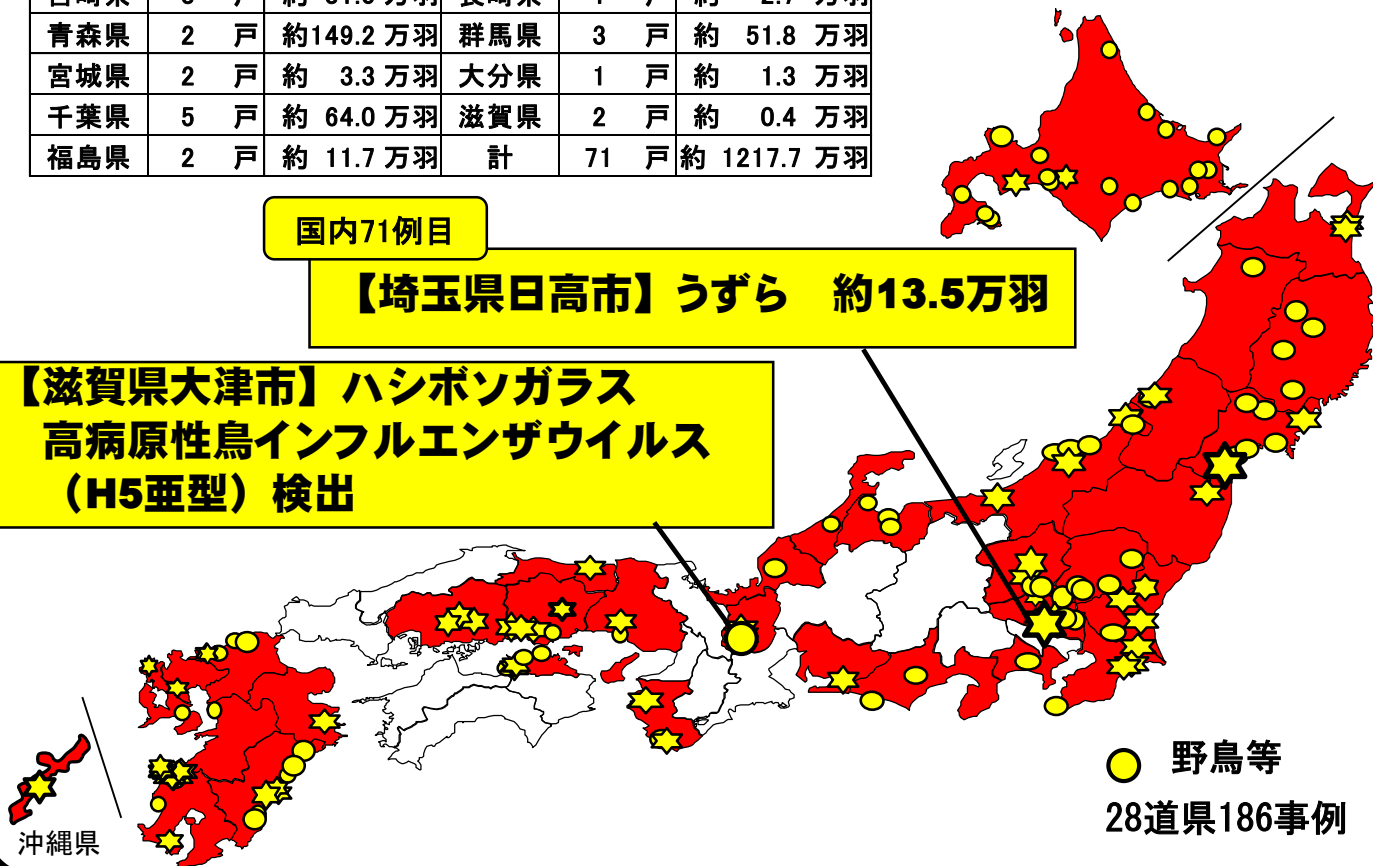 青森県 2 戸 約149.2 万羽 群馬県 3 戸 約 51.8 万羽
宮城県 2 戸 約 3.3 万羽 大分県 1 戸 約 1.3 万羽
千葉県 5 戸 約 64.0 万羽 滋賀県 2 戸 約 0.4 万羽
福島県 2 戸 約 11.7 万羽 計 71 戸 約 1217.7 万羽
国内71例目
【埼玉県日高市】うずら 約13.5万羽
【滋賀県大津市】ハシボソガラス
高病原性鳥インフルエンザウイルス
（H5亜型）検出
野鳥等
28道県186事例
沖縄県